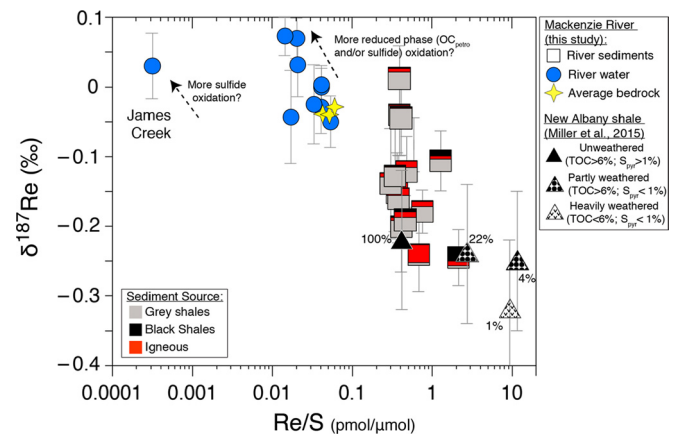 0.1
0
−0.1
−0.2
−0.3
−0.4
δ187Re (‰)
0.0001
0.001
0.01
0.1
1
10
Re/S (pmol/μmol)
James
Creek
More sulfide
oxidation?
More reduced phase (OCpetro
and/or sulfide) oxidation?
100%
22%
4%
1%
Sediment Source:
Grey shales
Black Shales
Igneous
Mackenzie River
(this study):
River sediments
River water
Average bedrock
New Albany shale
(Miller et al., 2015)
Unweathered
(TOC>6%; Spyr>1%)
Partly weathered
(TOC>6%; Spyr< 1%)
Heavily weathered
(TOC<6%; Spyr< 1%)